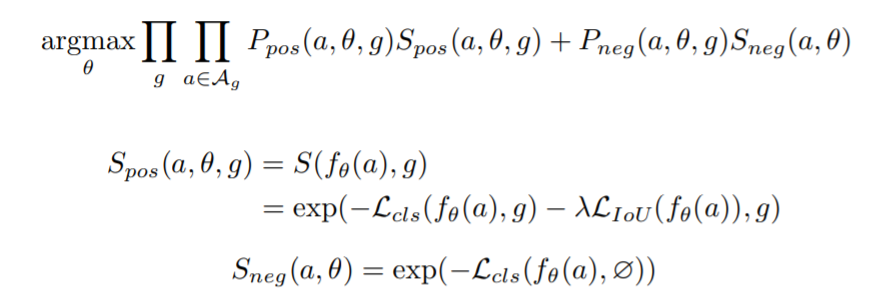 argmax_θ ∏_g ∏_{a∈𝒜_g} P_{pos}(a, θ, g)S_{pos}(a, θ, g) + P_{neg}(a, θ, g)S_{neg}(a, θ)
S_{pos}(a, θ, g) = S(f_θ(a), g)
= exp(−ℒ_{cls}(f_θ(a), g) − λℒ_{IoU}(f_θ(a)), g)
S_{neg}(a, θ) = exp(−ℒ_{cls}(f_θ(a), ∅))